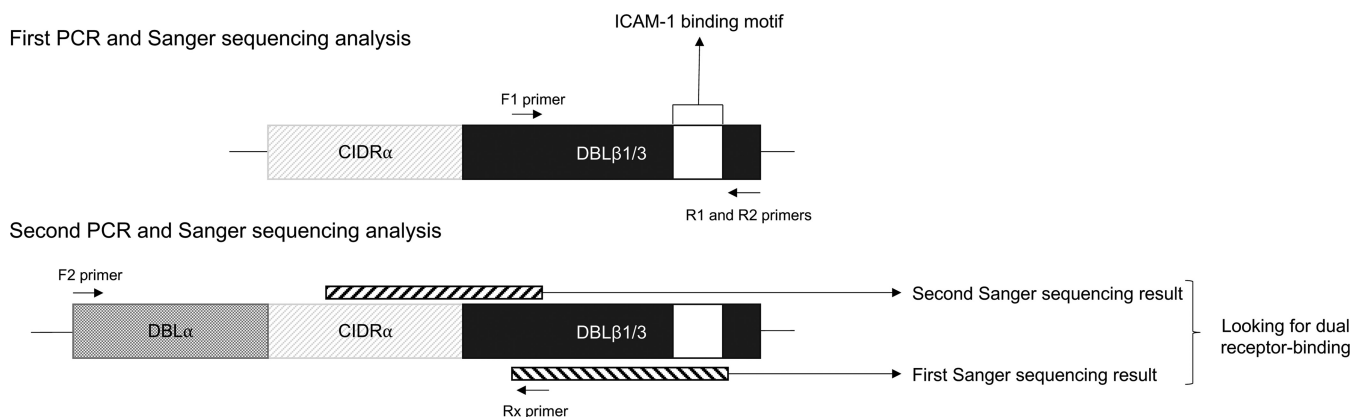 ICAM-1 binding motif
First PCR and Sanger sequencing analysis
F1 primer
CIDRα
DBLβ1/3
R1 and R2 primers
Second PCR and Sanger sequencing analysis
F2 primer
Second Sanger sequencing result
DBLα
CIDRα
DBLβ1/3
Looking for dual
receptor-binding
First Sanger sequencing result
Rx primer